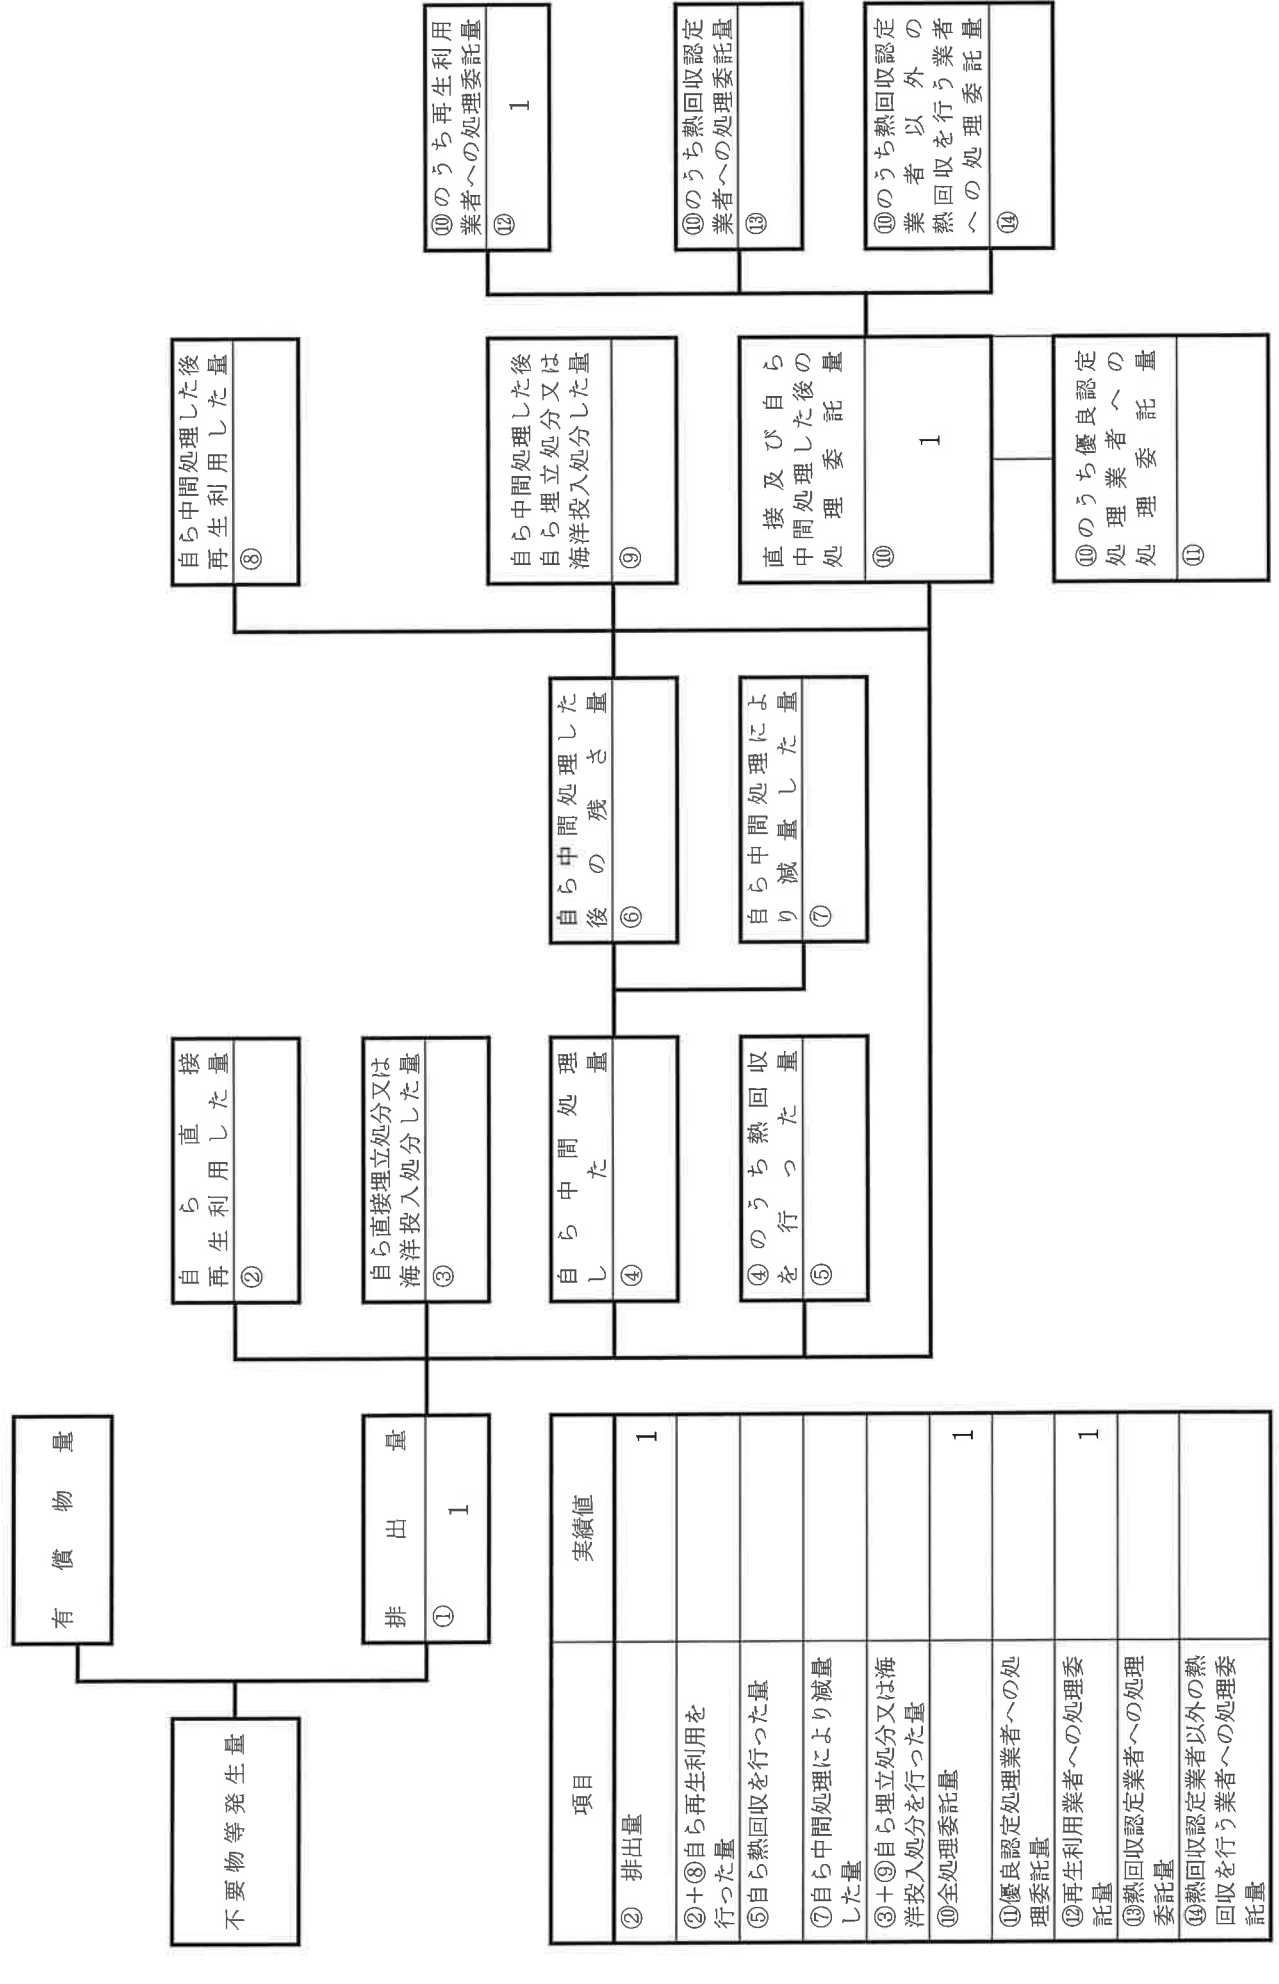 有償物量
不要物等発生量
排出量
①
1
自ら直接
再生利用した量
②
自ら直接埋立処分又は
海洋投入処分した量
③
自ら中間処理
した量
④
④のうち熱回収
を行った量
⑤
自ら中間処理した
後の残さ量
⑥
自ら中間処理によ
り減量した量
⑦
自ら中間処理した後
再生利用した量
⑧
自ら中間処理した後
自ら埋立処分又は
海洋投入処分した量
⑨
直接及び自ら
中間処理した後の
処理委託量
⑩
1
⑩のうち優良認定
処理業者への
処理委託量
⑪
⑩のうち再生利用
業者への処理委託量
⑫
1
⑩のうち熱回収認定
業者への処理委託量
⑬
⑩のうち熱回収認定
業者以外の
熱回収を行う業者
への処理委託量
⑭
項目 実績値
② 排出量 1
②+⑧自ら再生利用を
行った量
⑤自ら熱回収を行った量
⑦自ら中間処理により減量
した量
③+⑨自ら埋立処分又は海
洋投入処分を行った量
⑩全処理委託量 1
⑪優良認定処理業者への処
理委託量
⑫再生利用業者への処理委
託量 1
⑬熱回収認定業者への処理
委託量
⑭熱回収認定業者以外の熱
回収を行う業者への処理委
託量